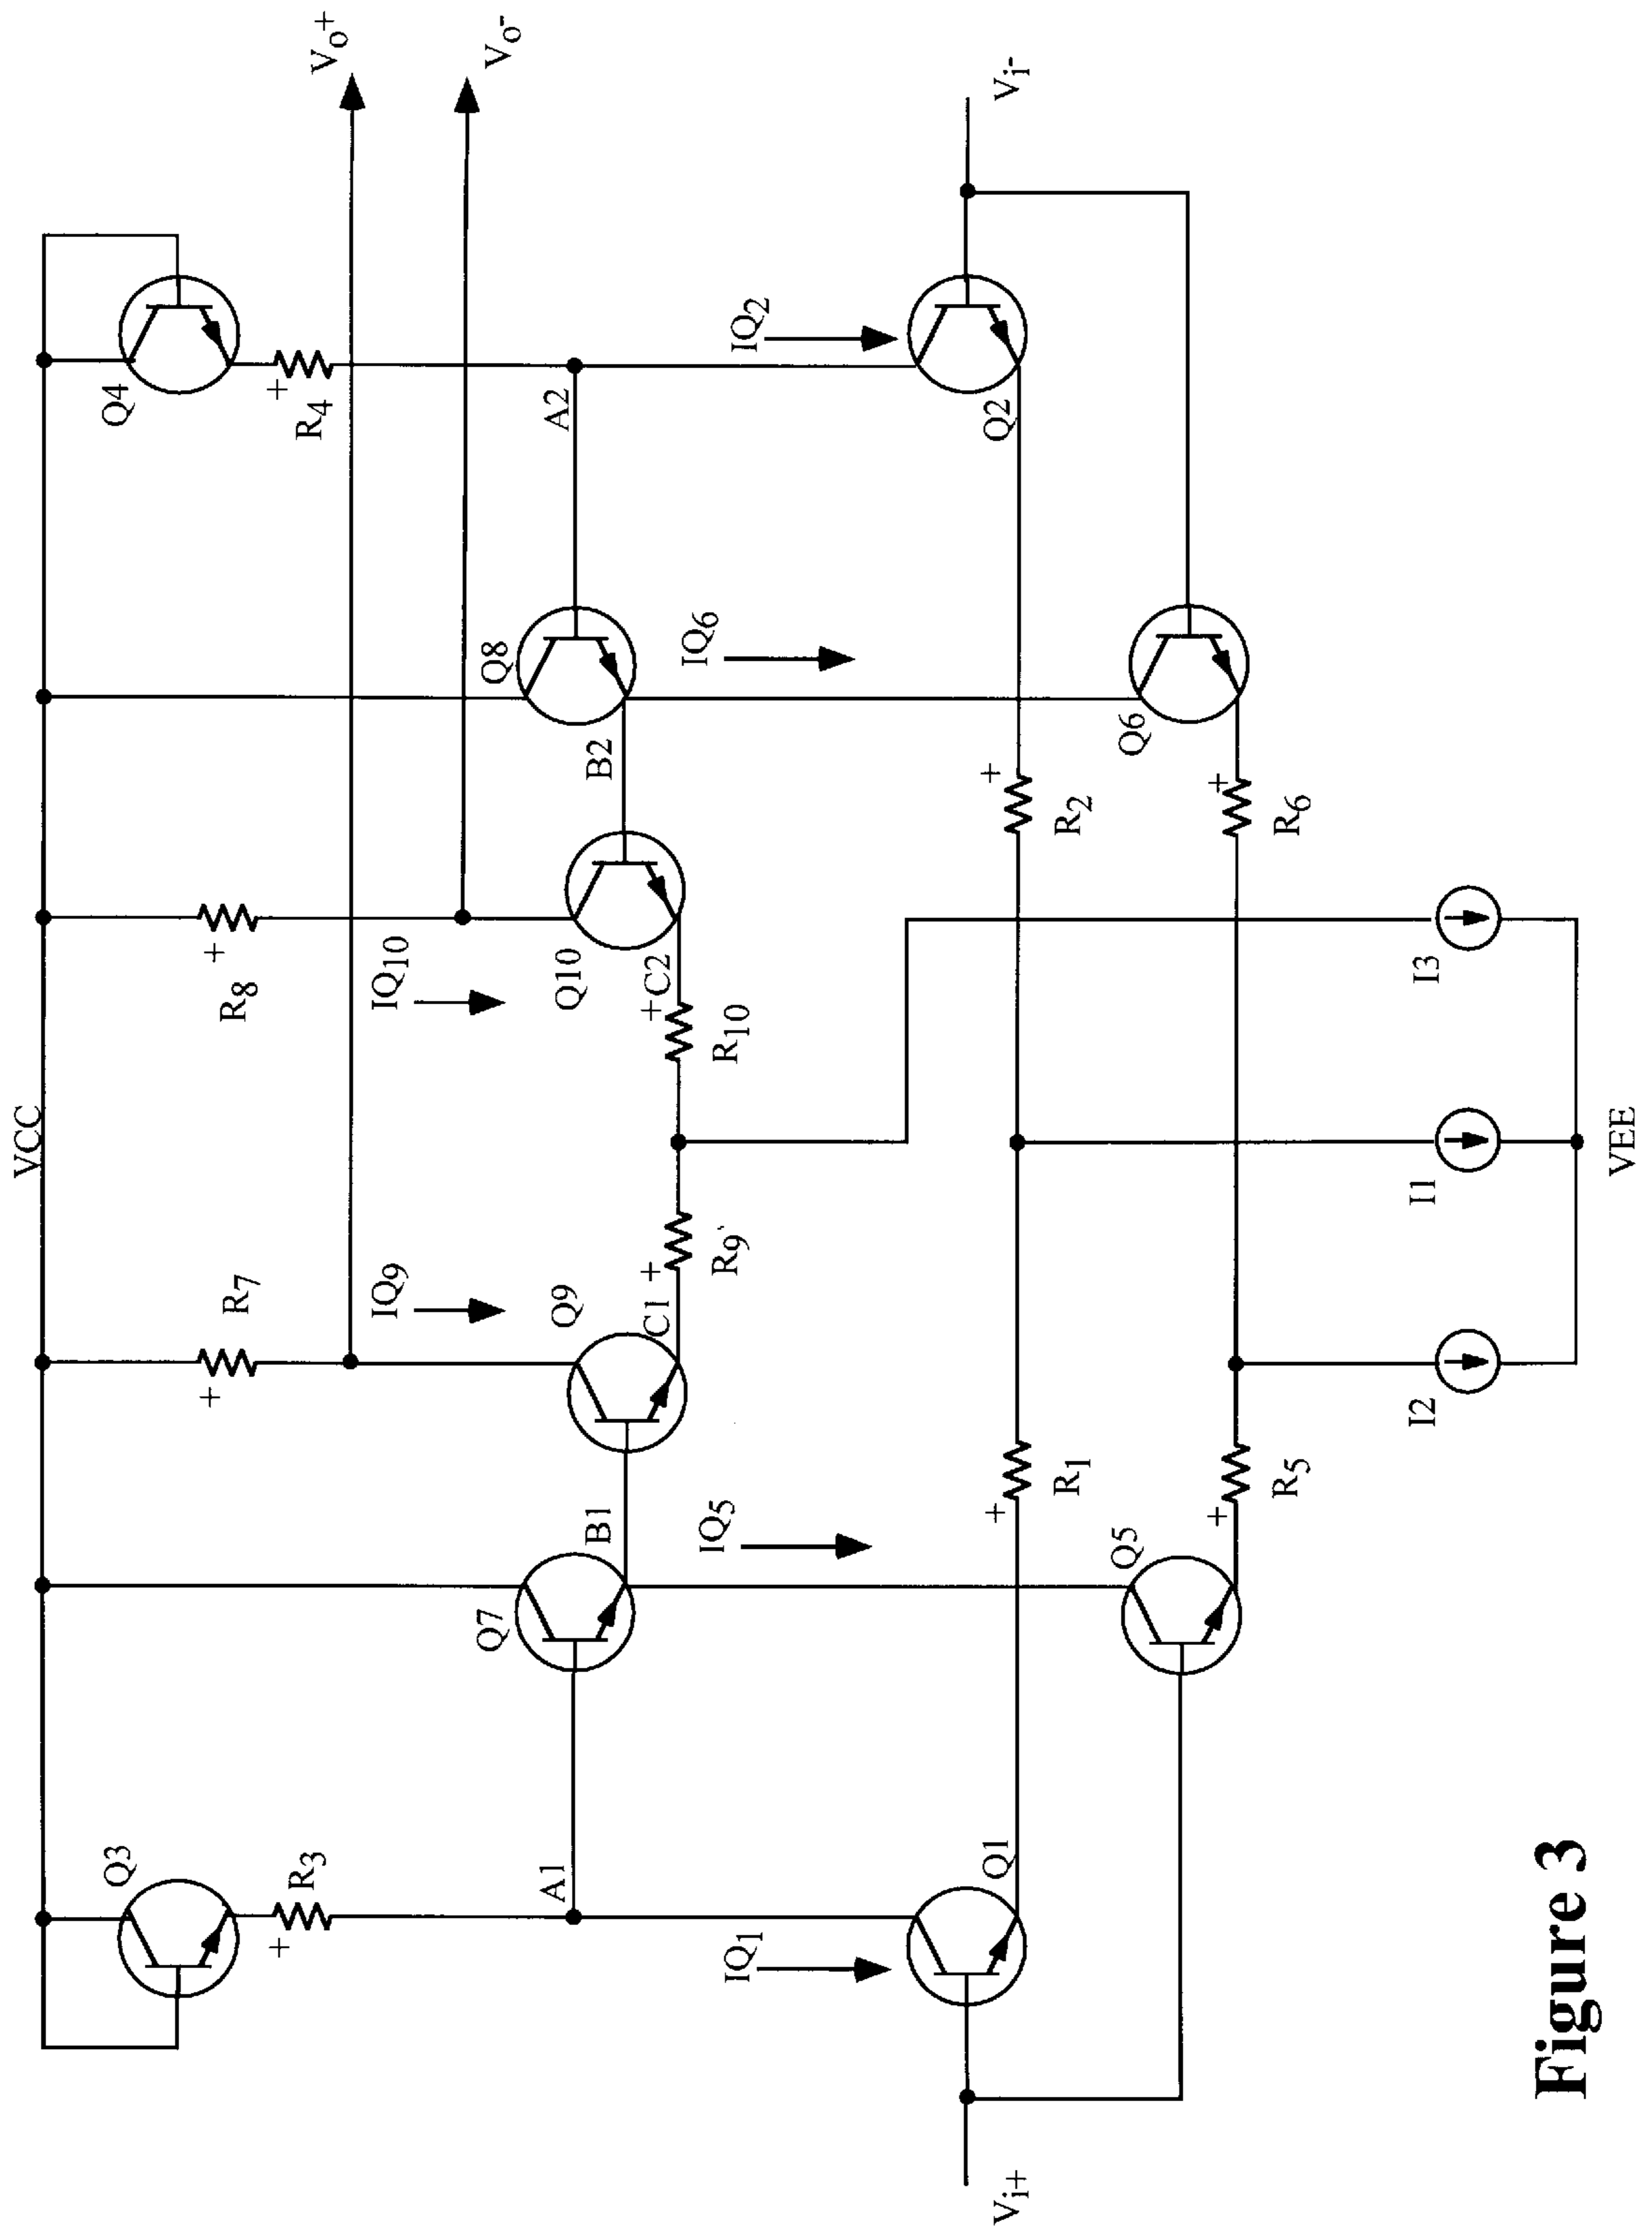 VCC
Vo+
Vo-
Q3
R3
R7
R8
Q4
R4
+
+
+
+
IQ9
IQ10
Q7
Q9
Q10
Q8
A1
B1
C1
C2
B2
A2
+
+
R9
R10
IQ1
IQ5
IQ6
IQ2
Vi+
Q1
+
R1
+
R2
Q2
Vi-
Q5
+
R5
+
R6
Q6
I2
I1
I3
VEE
Figure 3